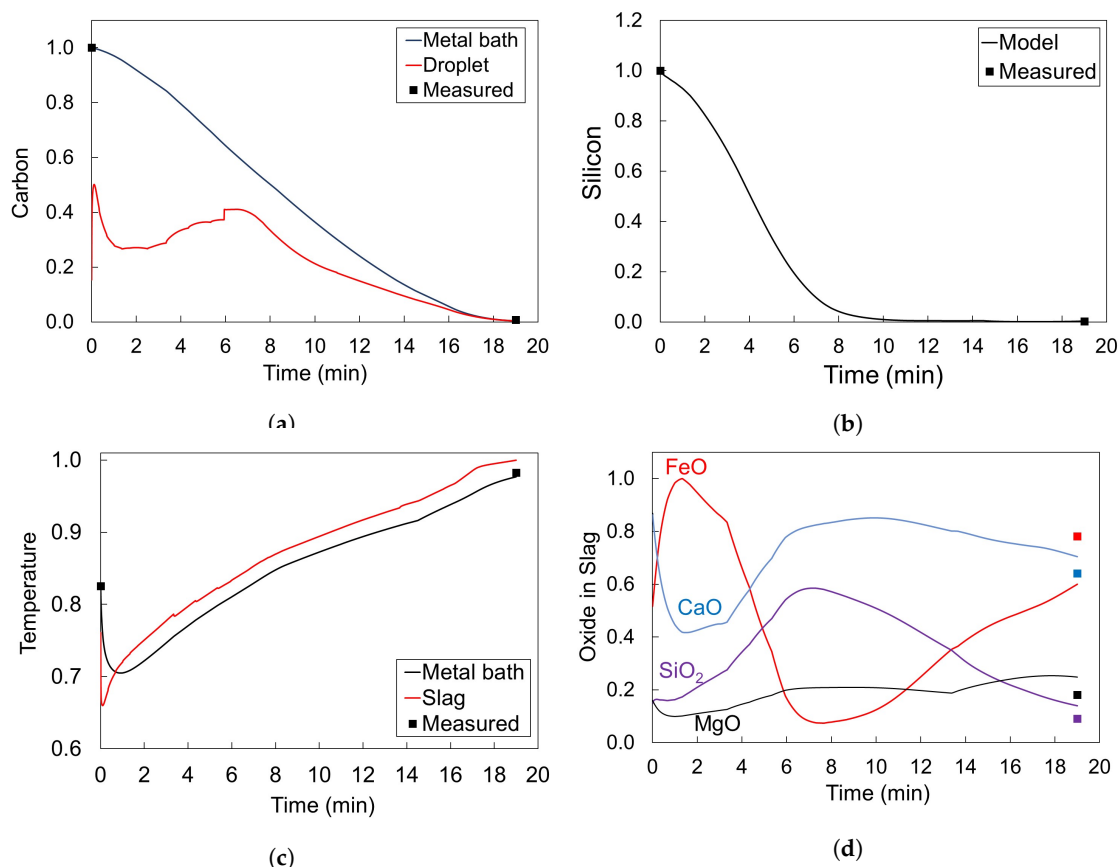 1.0
0.8
0.6
0.4
0.2
0.0
Carbon
0 2 4 6 8 10 12 14 16 18 20
Time (min)
Metal bath
Droplet
Measured
(a)
1.2
1.0
0.8
0.6
0.4
0.2
0.0
Silicon
0 2 4 6 8 10 12 14 16 18 20
Time (min)
Model
Measured
(b)
1.0
0.9
0.8
0.7
0.6
Temperature
0 2 4 6 8 10 12 14 16 18 20
Time (min)
Metal bath
Slag
Measured
(c)
1.0
0.8
0.6
0.4
0.2
0.0
Oxide in Slag
FeO
CaO
SiO₂
MgO
0 2 4 6 8 10 12 14 16 18 20
Time (min)
(d)